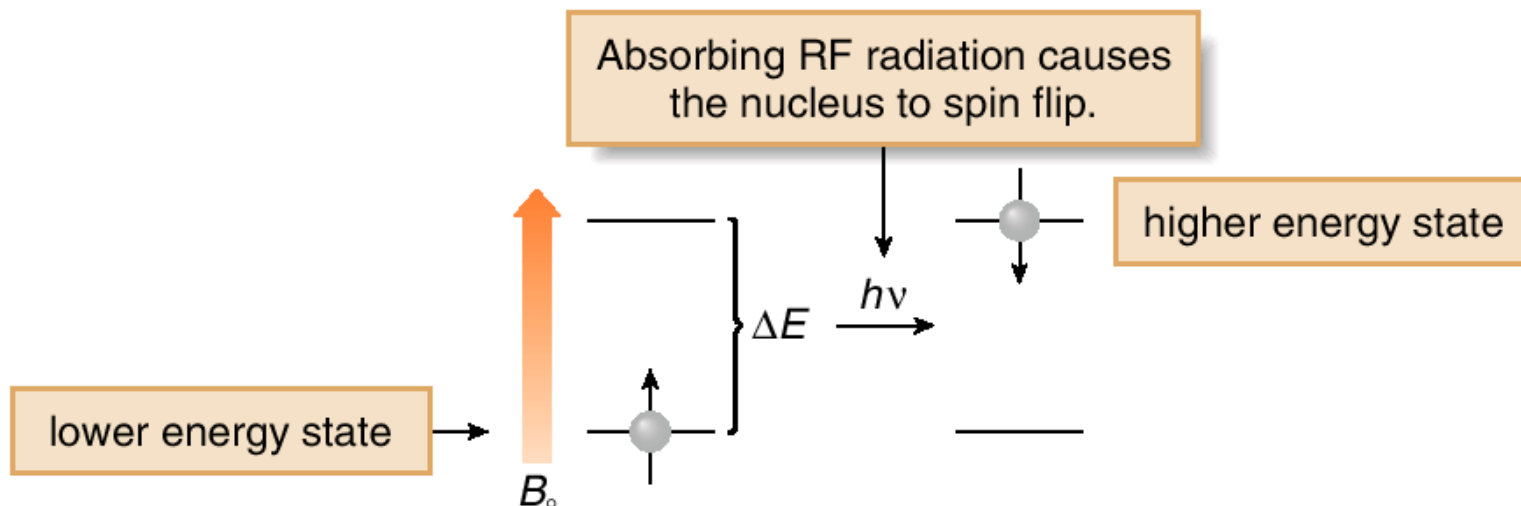 Absorbing RF radiation causes
the nucleus to spin flip.
higher energy state
hν
ΔE
lower energy state
B₀